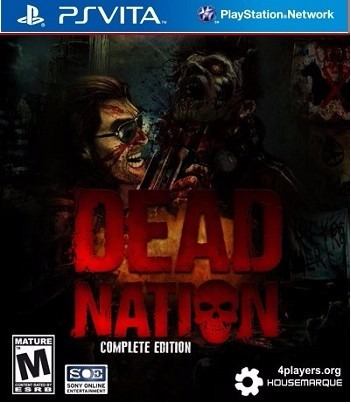 PSVITA
PlayStation®Network
DEAD
NATION
COMPLETE EDITION
MATURE
M
CONTENT RATED BY
ESRB
SOE
SONY ONLINE
ENTERTAINMENT
4players.org
HOUSEMARQUE